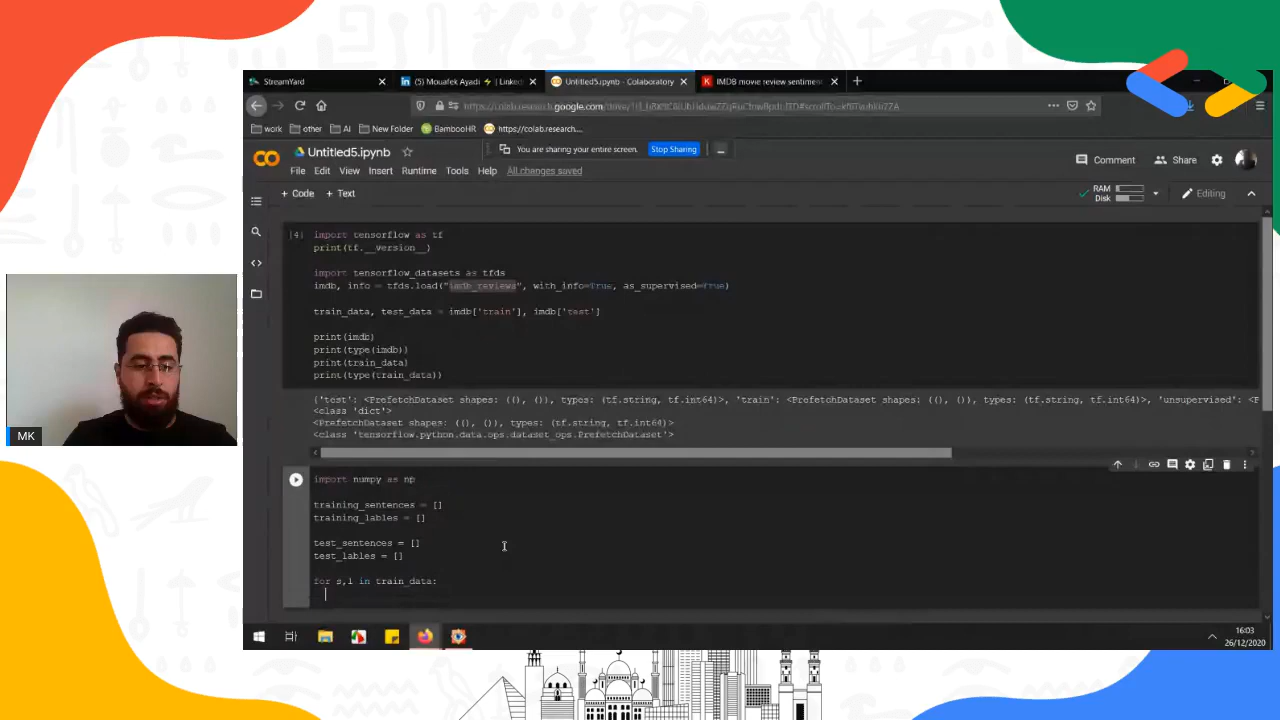 StreamYard
(5) Mouafek Ayadi ⚡ | LinkedI
Untitled5.ipynb - Colaboratory
IMDB movie review sentiment
work
other
AI
New Folder
BambooHR
https://colab.research....
Untitled5.ipynb
You are sharing your entire screen.
Stop Sharing
Comment
Share
File Edit View Insert Runtime Tools Help All changes saved
+ Code + Text
RAM
Disk
Editing
[4] import tensorflow as tf
print(tf.__version__)
import tensorflow_datasets as tfds
imdb, info = tfds.load("imdb_reviews", with_info=True, as_supervised=True)
train_data, test_data = imdb['train'], imdb['test']
print(imdb)
print(type(imdb))
print(train_data)
print(type(train_data))
{'test': <PrefetchDataset shapes: ((), ()), types: (tf.string, tf.int64)>, 'train': <PrefetchDataset shapes: ((), ()), types: (tf.string, tf.int64)>, 'unsupervised': <P
<class 'dict'>
<PrefetchDataset shapes: ((), ()), types: (tf.string, tf.int64)>
<class 'tensorflow.python.data.ops.dataset_ops.PrefetchDataset'>
import numpy as np
training_sentences = []
training_lables = []
test_sentences = []
test_lables = []
for s,l in train_data:
MK
16:03
26/12/2020